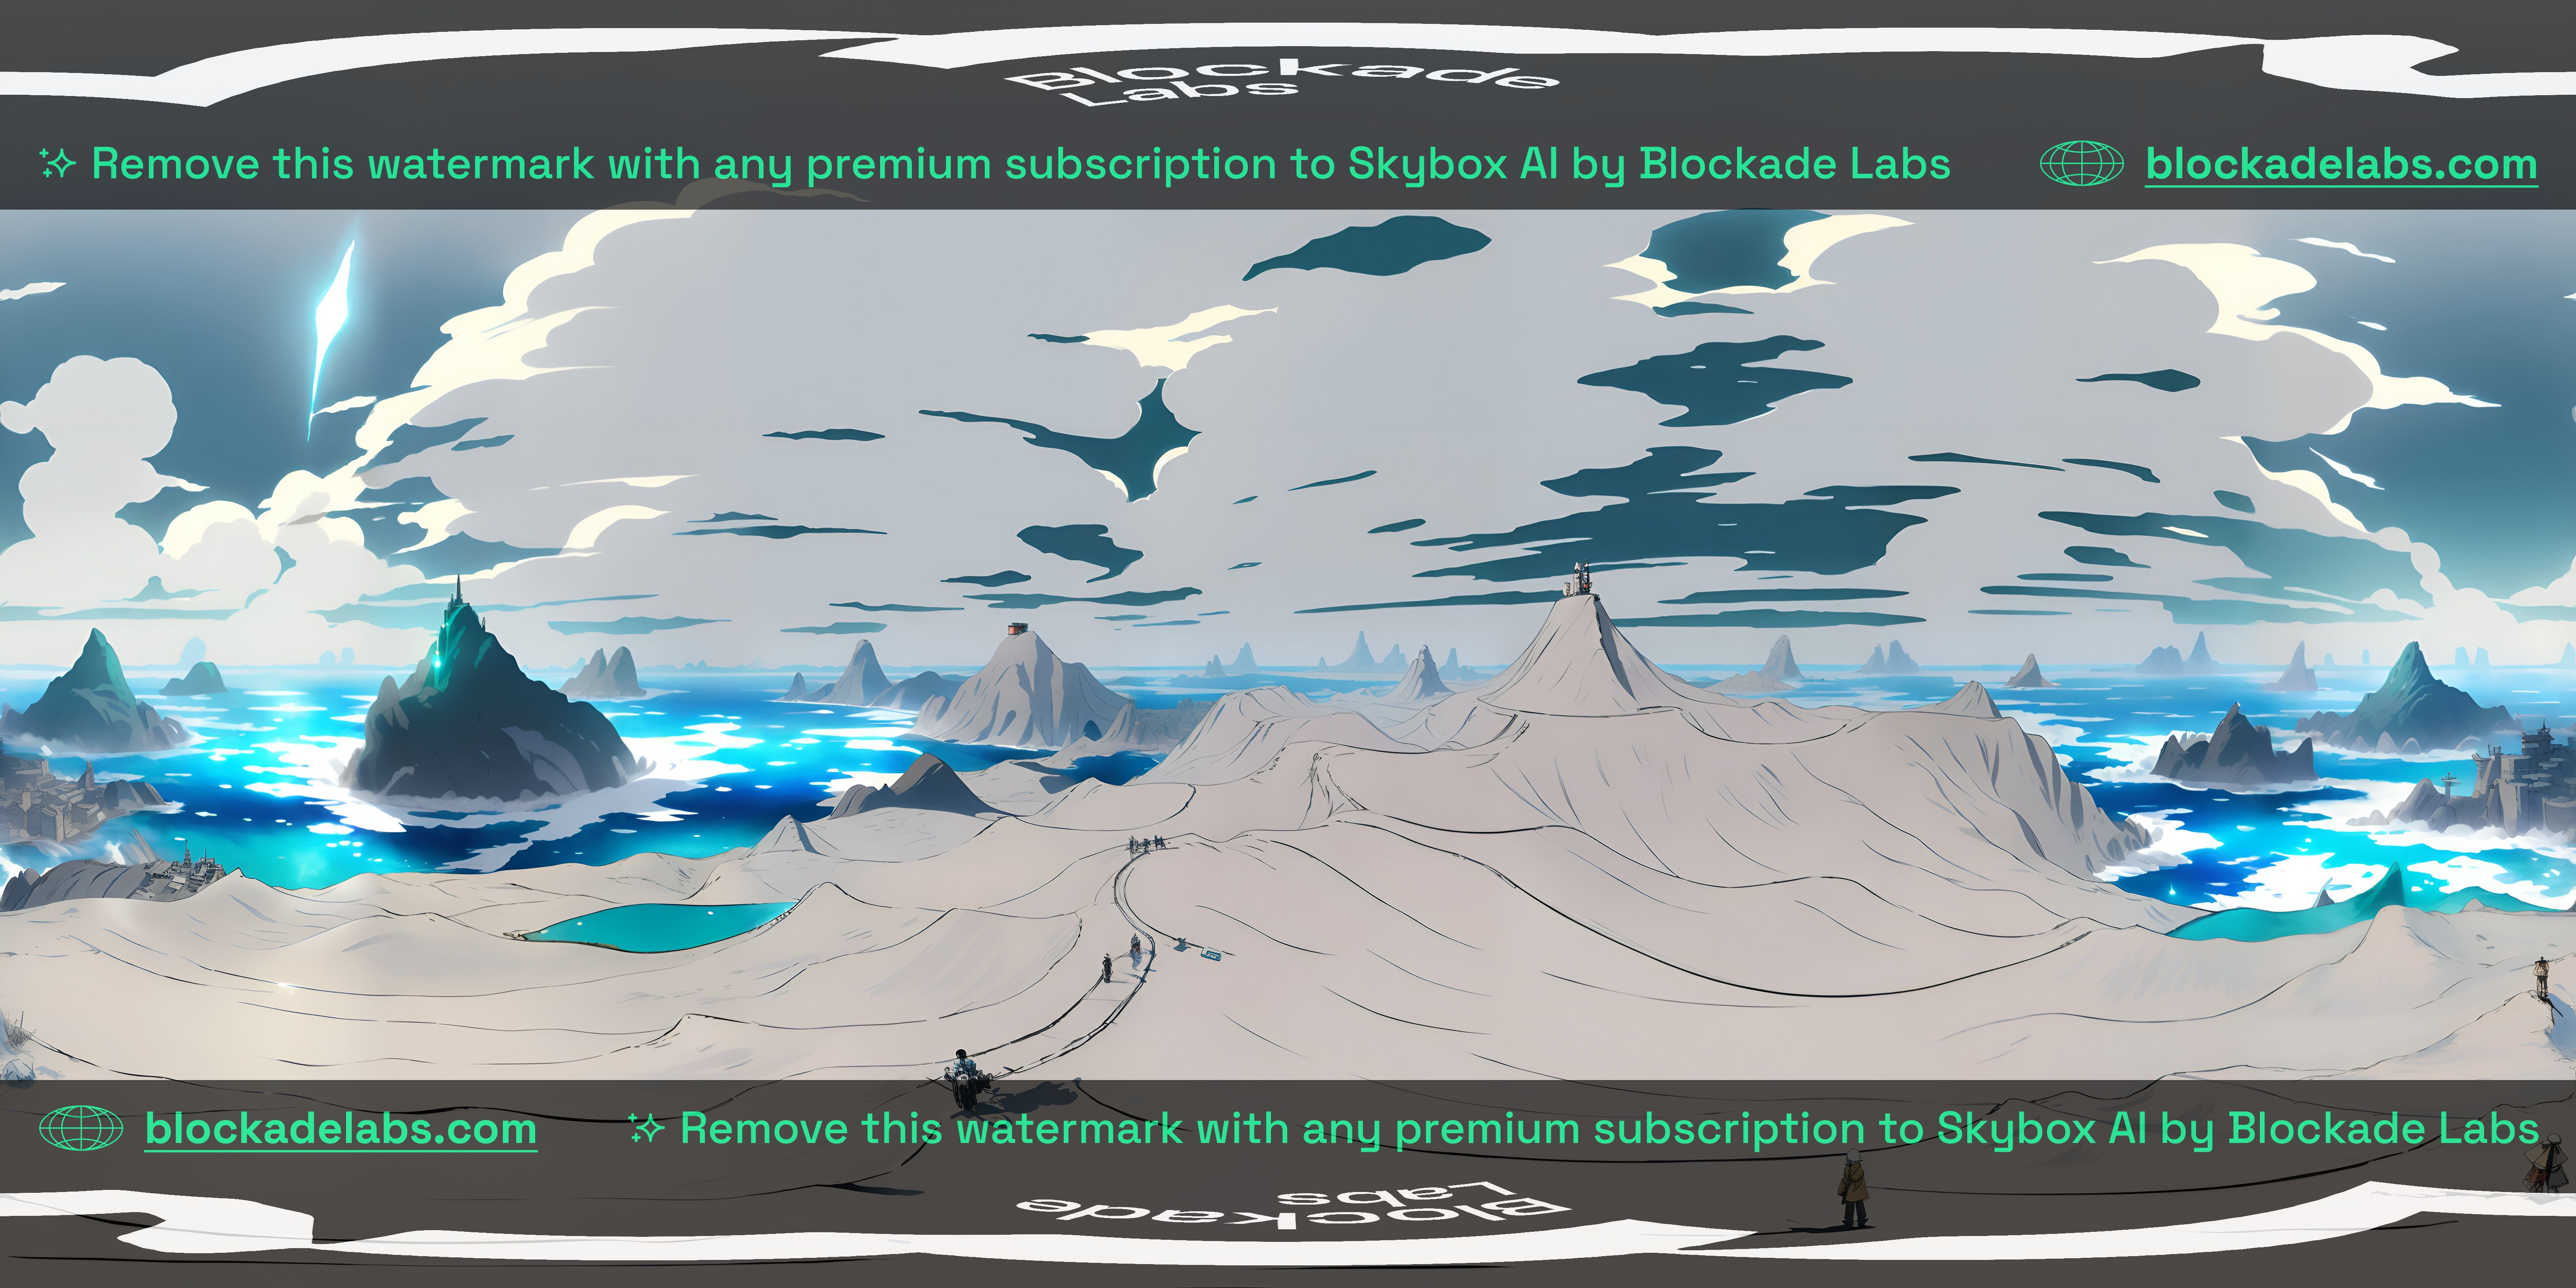 Blockade
Labs
Remove this watermark with any premium subscription to Skybox AI by Blockade Labs
blockadelabs.com
blockadelabs.com
Remove this watermark with any premium subscription to Skybox AI by Blockade Labs
Labs
Blockade